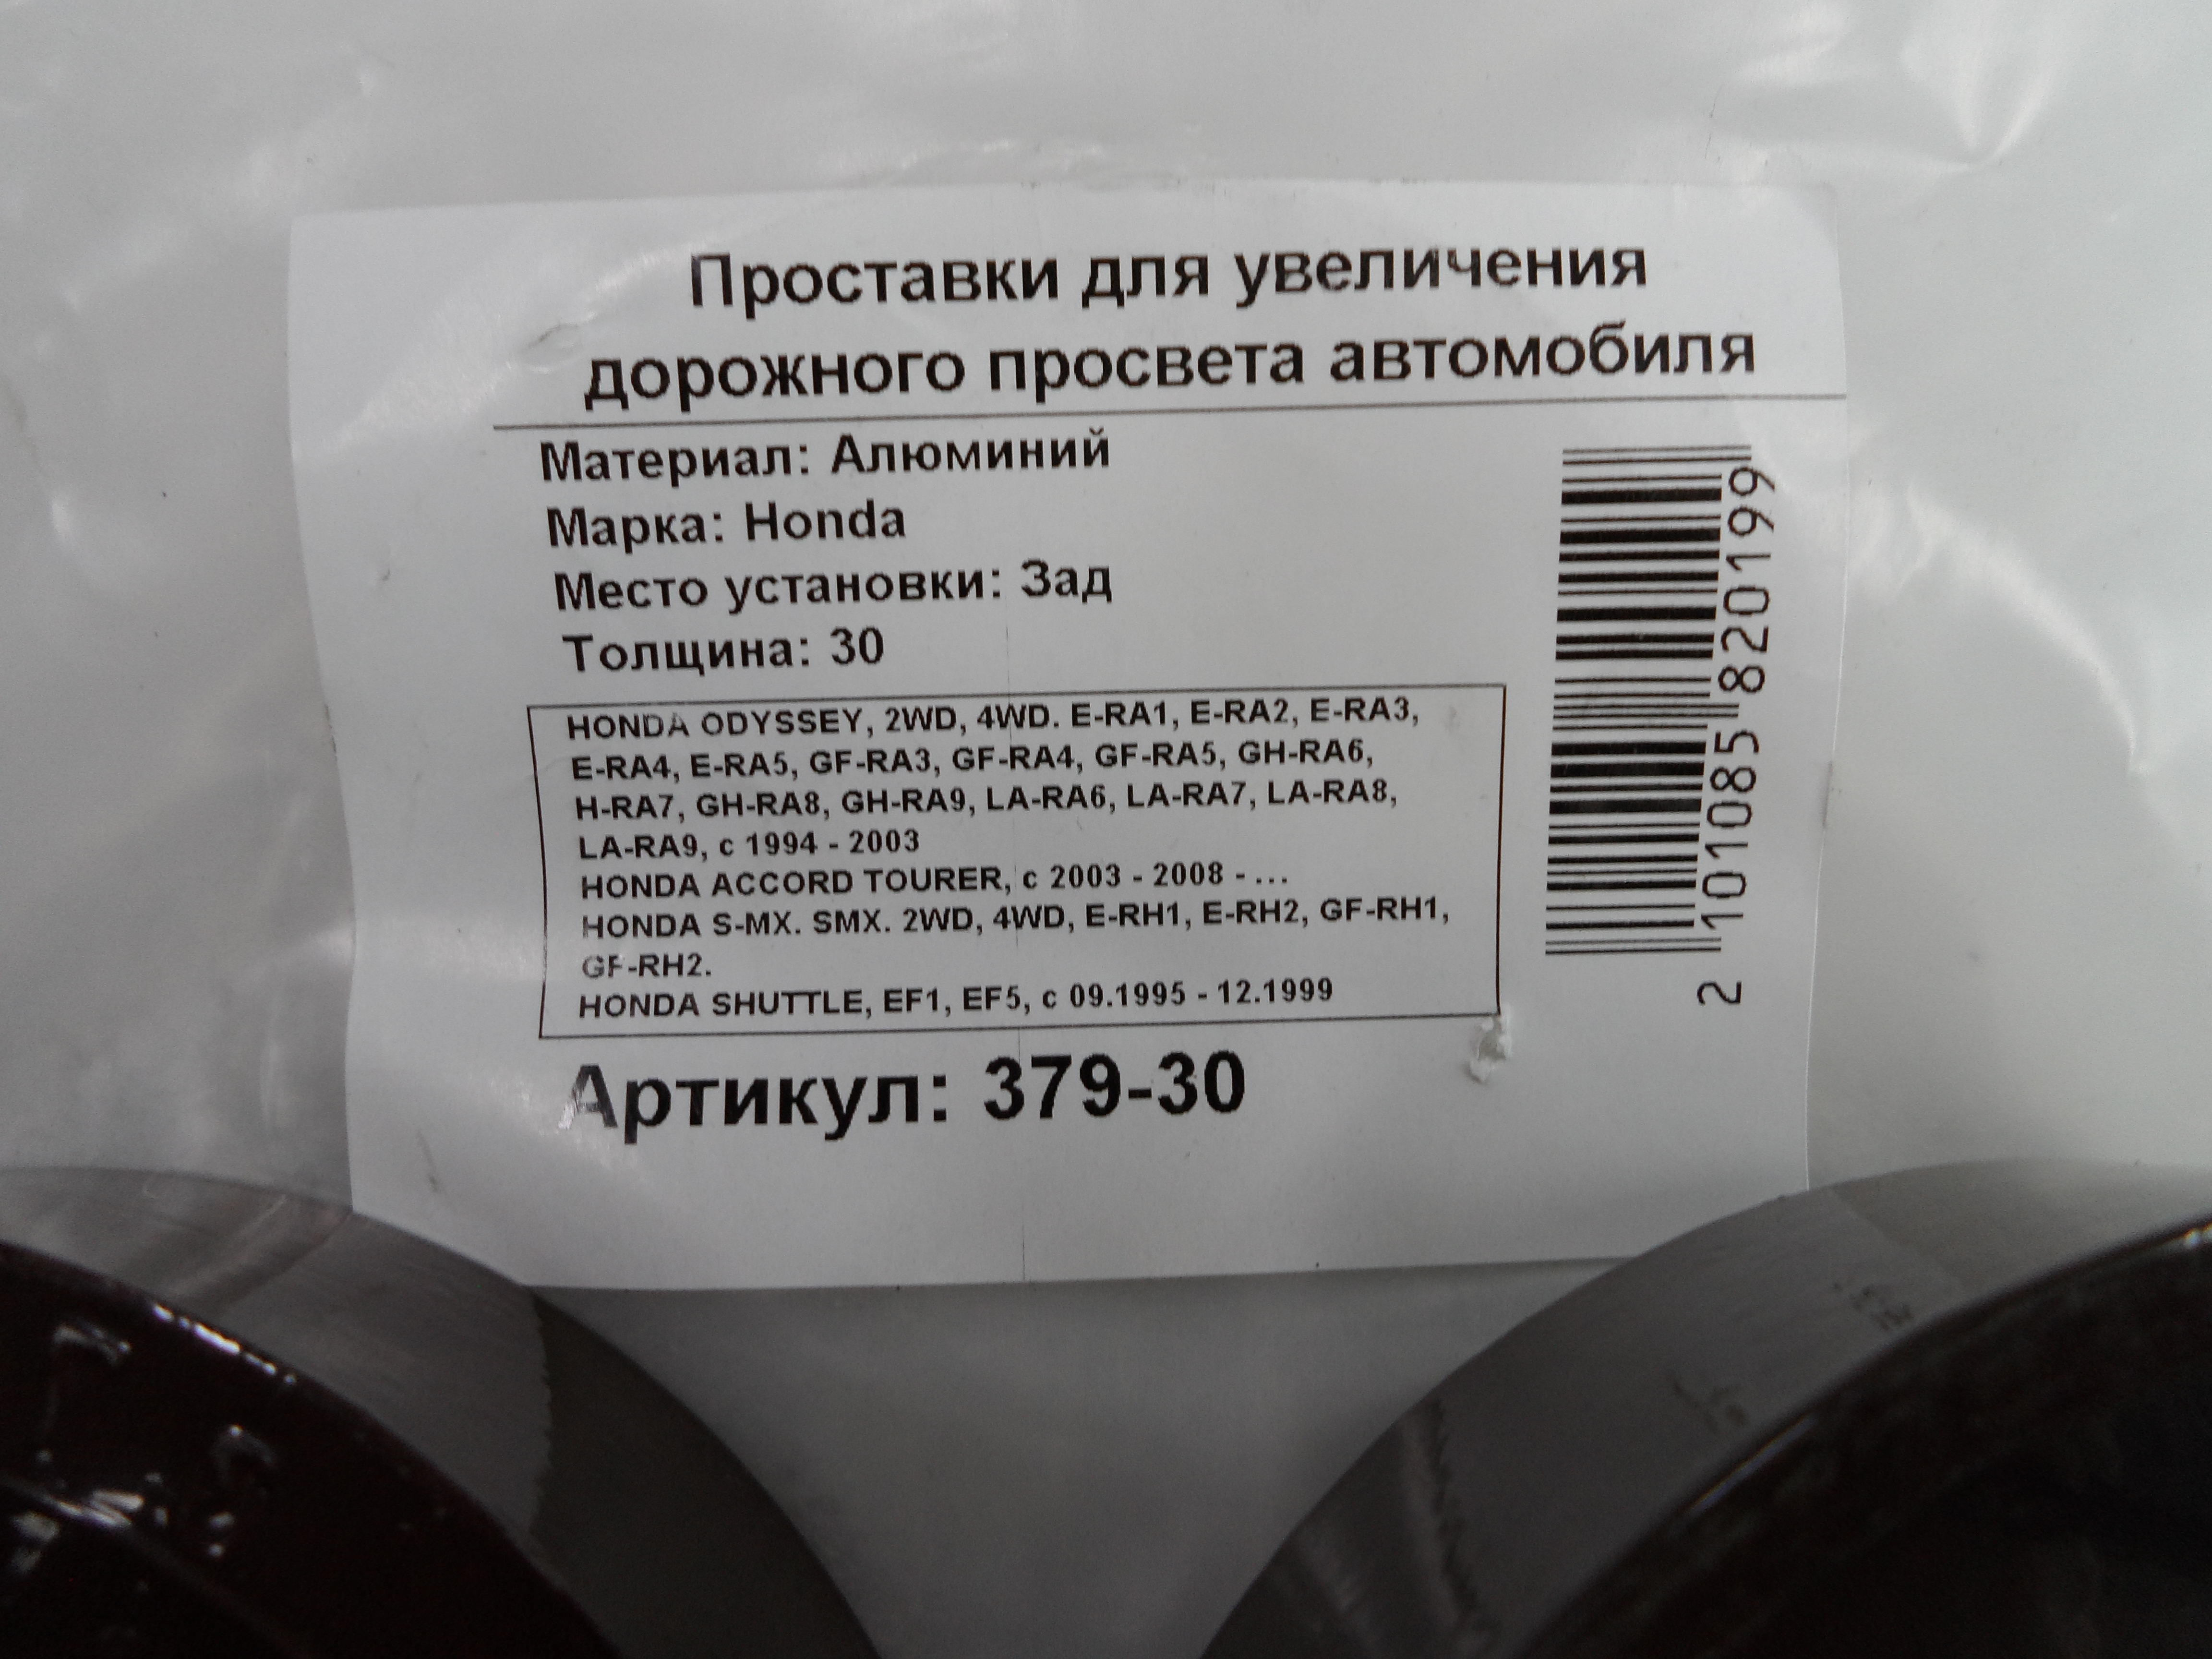 Проставки для увеличения
дорожного просвета автомобиля
Материал: Алюминий
Марка: Honda
Место установки: Зад
Толщина: 30
HONDA ODYSSEY, 2WD, 4WD. E-RA1, E-RA2, E-RA3,
E-RA4, E-RA5, GF-RA3, GF-RA4, GF-RA5, GH-RA6,
H-RA7, GH-RA8, GH-RA9, LA-RA6, LA-RA7, LA-RA8,
LA-RA9, с 1994 - 2003
HONDA ACCORD TOURER, с 2003 - 2008 - ...
HONDA S-MX. SMX. 2WD, 4WD, E-RH1, E-RH2, GF-RH1,
GF-RH2.
HONDA SHUTTLE, EF1, EF5, с 09.1995 - 12.1999
Артикул: 379-30
2 101085 820199